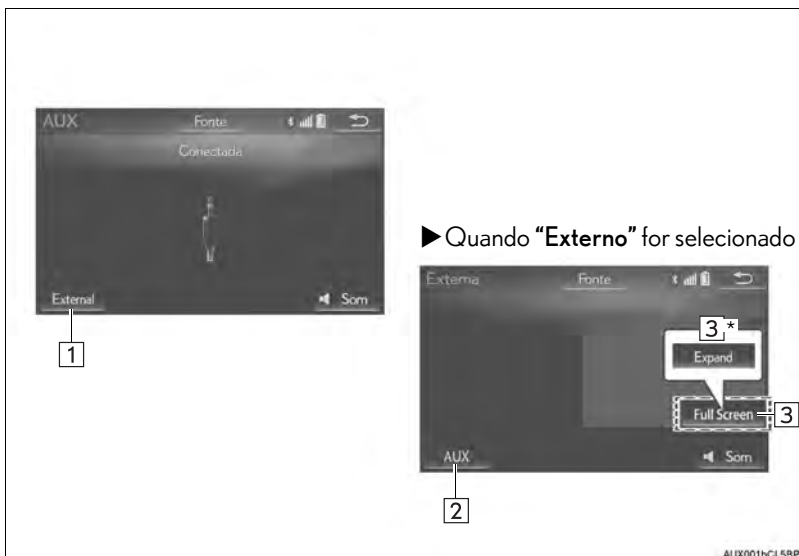 AUX Fonte
Conectada
External Som
1
▶Quando “Externo” for selecionado
Externa Fonte
3 *
Expand
Full Screen 3
AUX Som
2
AUX001bCL5BP